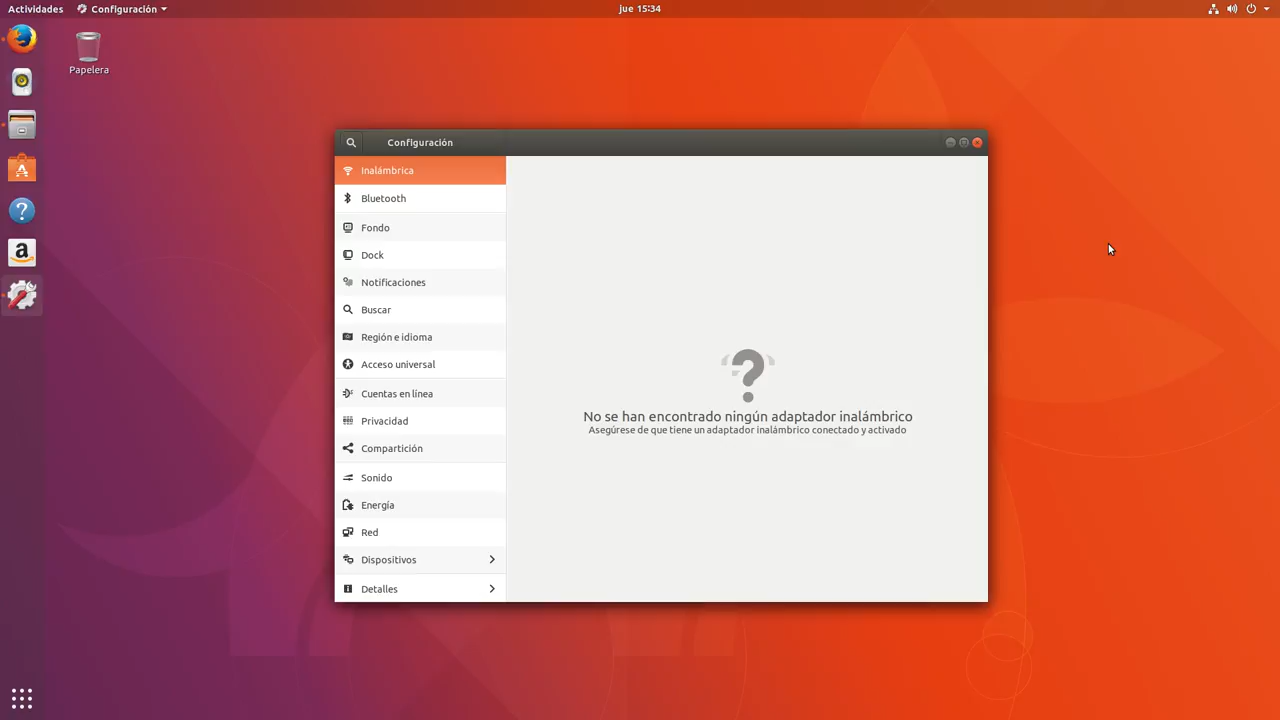 Actividades
Configuración
jue 15:34
Papelera
Configuración
Inalámbrica
Bluetooth
Fondo
Dock
Notificaciones
Buscar
Región e idioma
Acceso universal
Cuentas en línea
Privacidad
Compartición
Sonido
Energía
Red
Dispositivos
Detalles
No se han encontrado ningún adaptador inalámbrico
Asegúrese de que tiene un adaptador inalámbrico conectado y activado